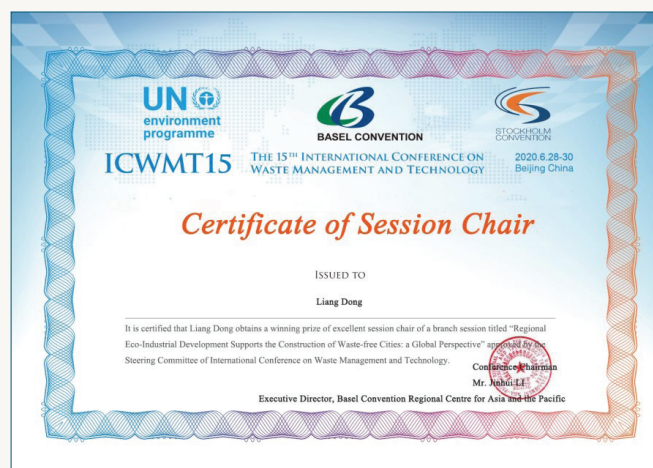 UN
environment
programme
BASEL CONVENTION
STOCKHOLM
CONVENTION
ICWMT15
THE 15TH INTERNATIONAL CONFERENCE ON
WASTE MANAGEMENT AND TECHNOLOGY
2020.6.28-30
Beijing China
Certificate of Session Chair
ISSUED TO
Liang Dong
It is certified that Liang Dong obtains a winning prize of excellent session chair of a branch session titled "Regional
Eco-Industrial Development Supports the Construction of Waste-free Cities: a Global Perspective" approved by the
Steering Committee of International Conference on Waste Management and Technology.
Conference Chairman
Mr. Jinhui LI
Executive Director, Basel Convention Regional Centre for Asia and the Pacific